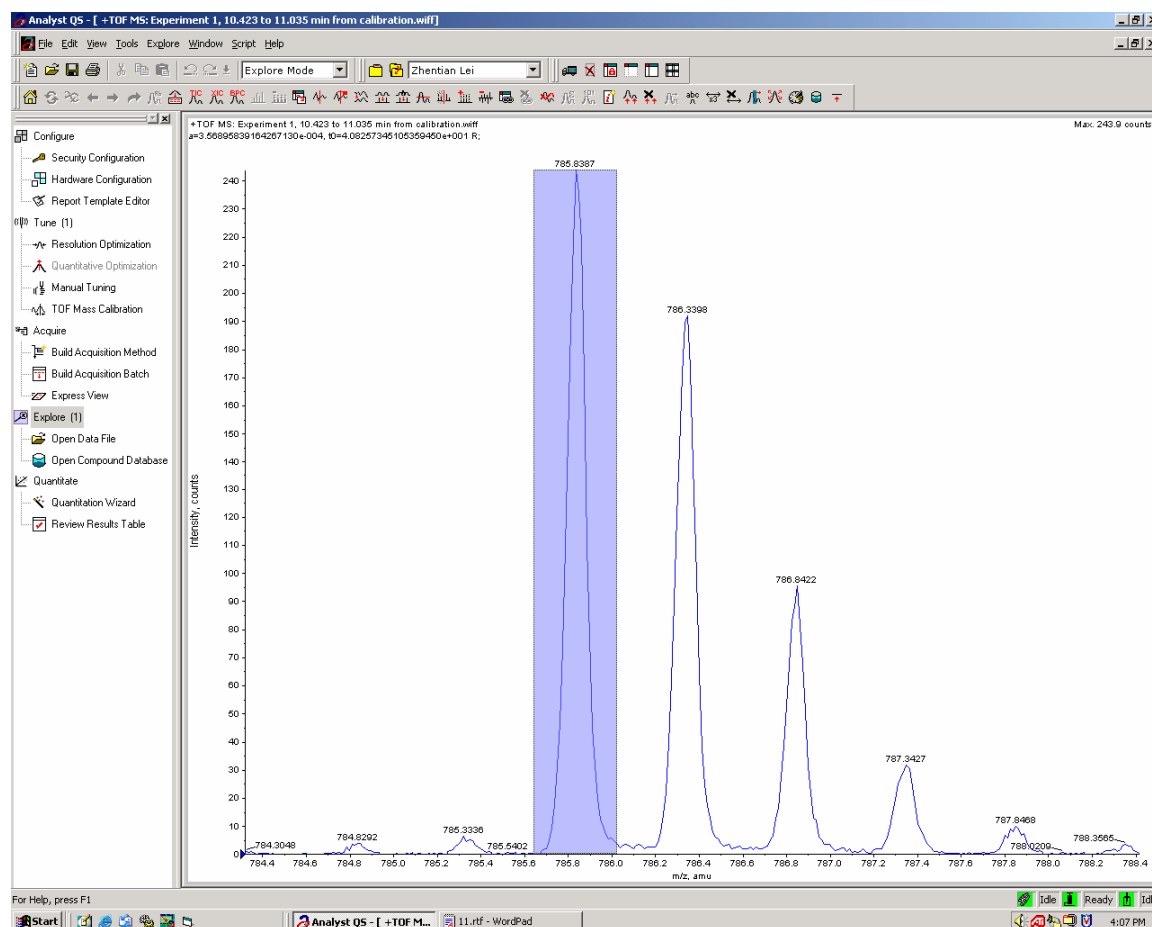 Analyst QS - [ +TOF MS: Experiment 1, 10.423 to 11.035 min from calibration.wiff]
File Edit View Tools Explore Window Script Help
Explore Mode
Zhentian Lei
TIC XIC BPC
abc
Configure
Security Configuration
Hardware Configuration
Report Template Editor
Tune (1)
Resolution Optimization
Quantitative Optimization
Manual Tuning
TOF Mass Calibration
Acquire
Build Acquisition Method
Build Acquisition Batch
Express View
Explore (1)
Open Data File
Open Compound Database
Quantitate
Quantitation Wizard
Review Results Table
+TOF MS: Experiment 1, 10.423 to 11.035 min from calibration.wiff
Max. 243.9 counts
a=3.56895839164267130e-004, t0=4.08257345105359450e+001 R;
785.8387
786.3398
786.8422
787.3427
787.8468
788.0209
788.3565
784.3048
784.8292
785.3336
785.5402
Intensity, counts
240
230
220
210
200
190
180
170
160
150
140
130
120
110
100
90
80
70
60
50
40
30
20
10
0
784.4 784.6 784.8 785.0 785.2 785.4 785.6 785.8 786.0 786.2 786.4 786.6 786.8 787.0 787.2 787.4 787.6 787.8 788.0 788.2 788.4
m/z, amu
For Help, press F1
Idle
Ready
Idl
Start
Analyst QS - [ +TOF M...
11.rtf - WordPad
4:07 PM